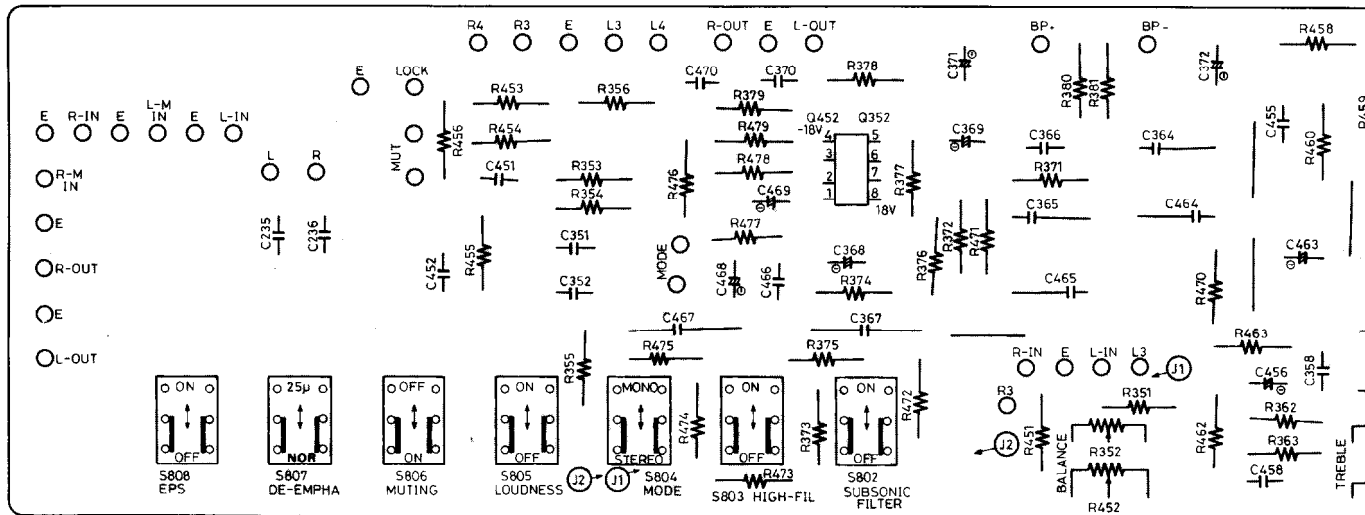 R4 R3 E L3 L4 R-OUT E L-OUT BP+ BP-
R458
E LOCK
C470 C370 R378 C371 C372
R380 R381
R453 R356 R379
R459
E R-IN E L-M IN E L-IN
R456 R454 R479
Q452 Q352
-18V
4 5
3 6
2 7
1 8
18V
C369 C366 C364 C455 R460
MUT
L R
C451 R353 R478 R476 R377 R371
R-M IN
R354 C469
C365 C464
E
C235 C236
R455 C351 R477 R372 R471
MODE
C452 C352 C468 C466 C368 R374 R376
C463
R-OUT
C465 R470
E
C467 C367
L-OUT
R355 R475 R375
R463
R-IN E L-IN L3 J1
C358
C456
ON 25μ OFF ON MONO ON ON
R474 R373 R472
R3 R351
R362
J2 R451 BALANCE R352 R462 R363
OFF NOR ON OFF STEREO OFF OFF
C458
TREBLE
R452
J2 J1 R473
S808
EPS
S807
DE-EMPHA
S806
MUTING
S805
LOUDNESS
S804
MODE
S803 HIGH-FIL
S802
SUBSONIC
FILTER